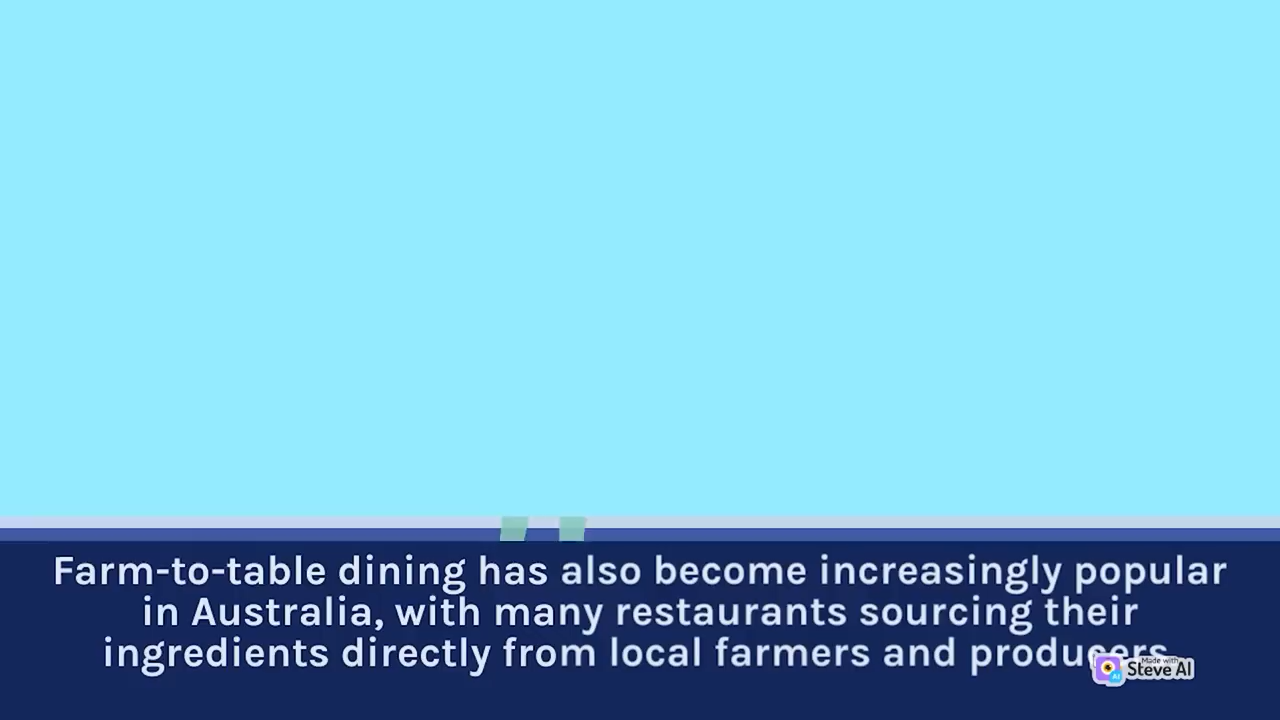 Farm-to-table dining has also become increasingly popular
in Australia, with many restaurants sourcing their
ingredients directly from local farmers and producers
Made with
Steve AI